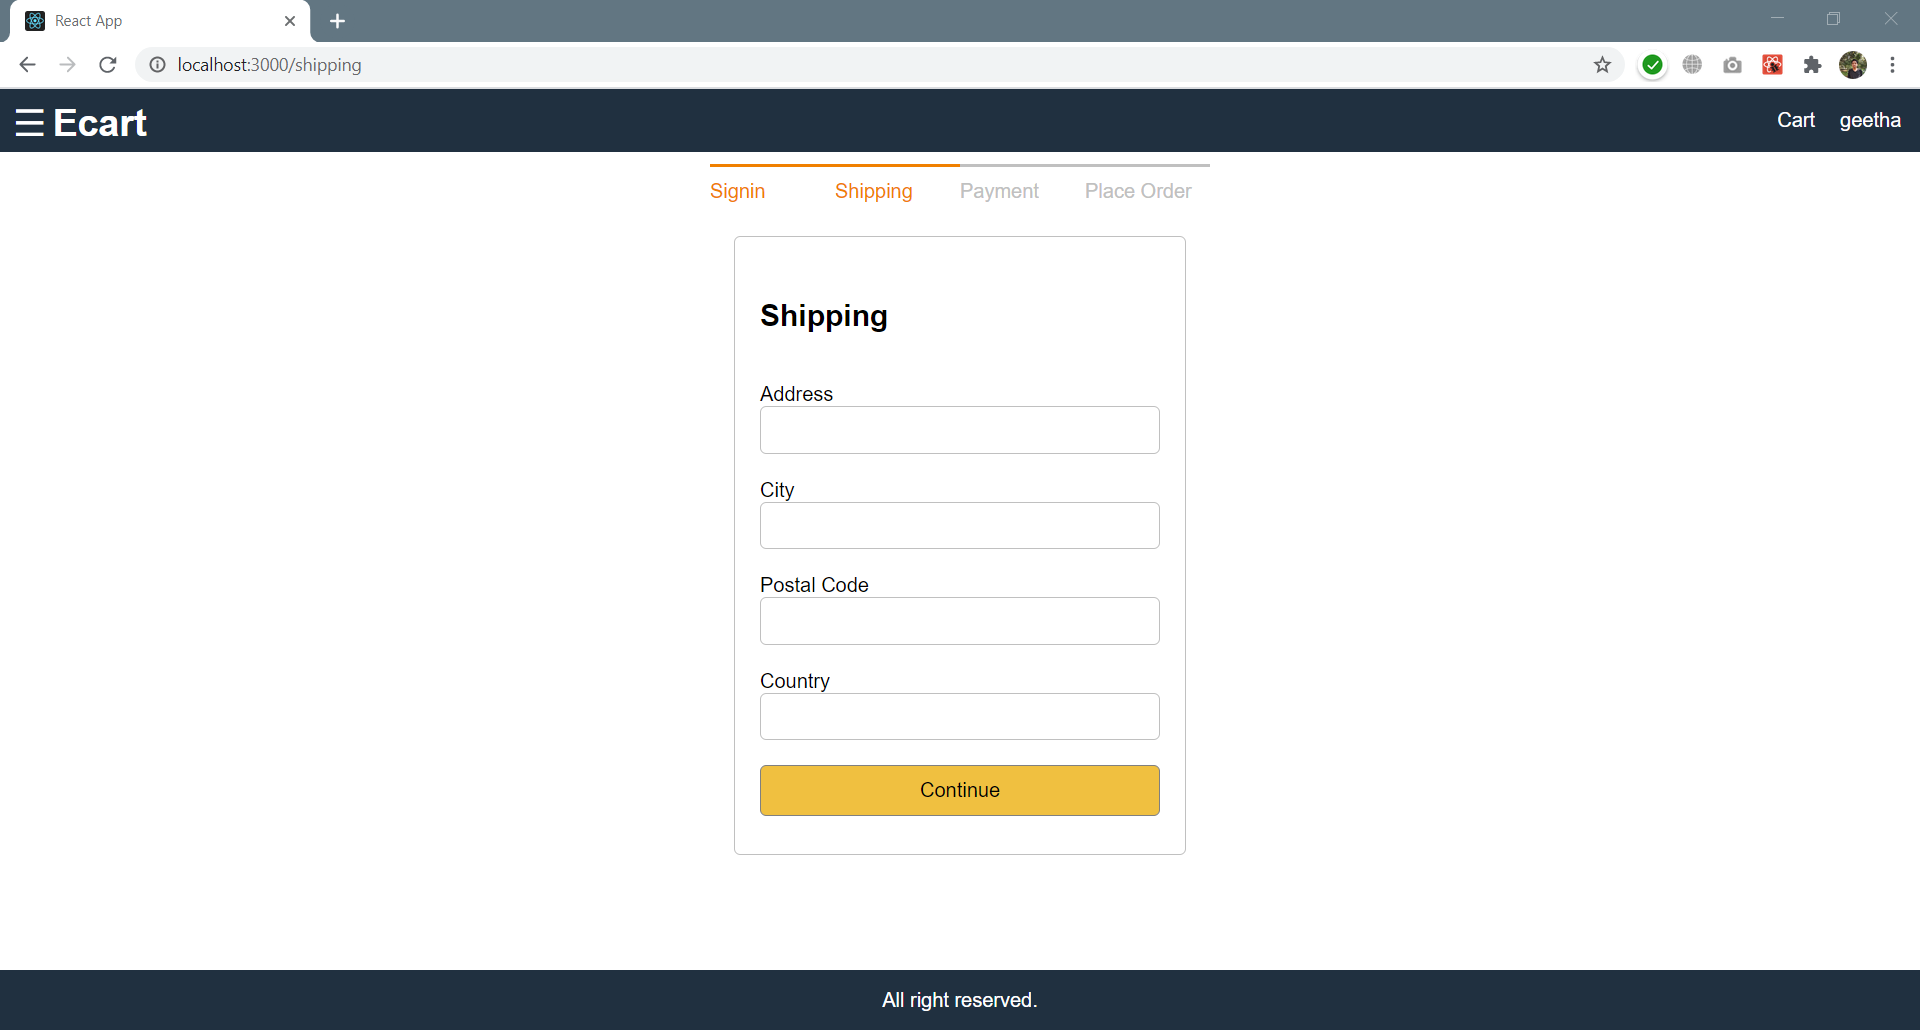 React App
localhost:3000/shipping
Ecart
Cart geetha
Signin Shipping Payment Place Order
Shipping
Address
City
Postal Code
Country
Continue
All right reserved.